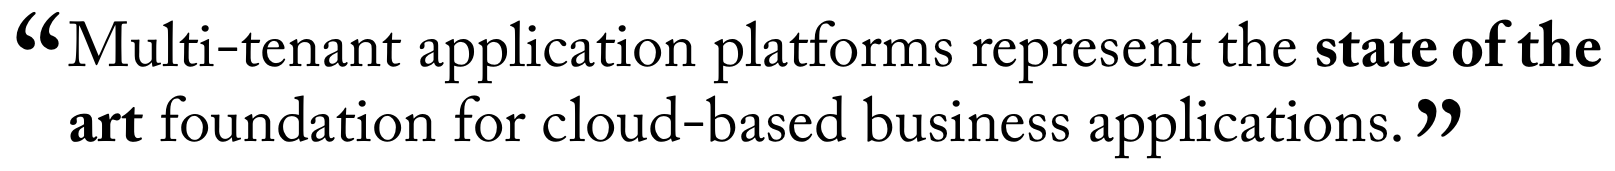 “Multi-tenant application platforms represent the state of the
art foundation for cloud-based business applications.”